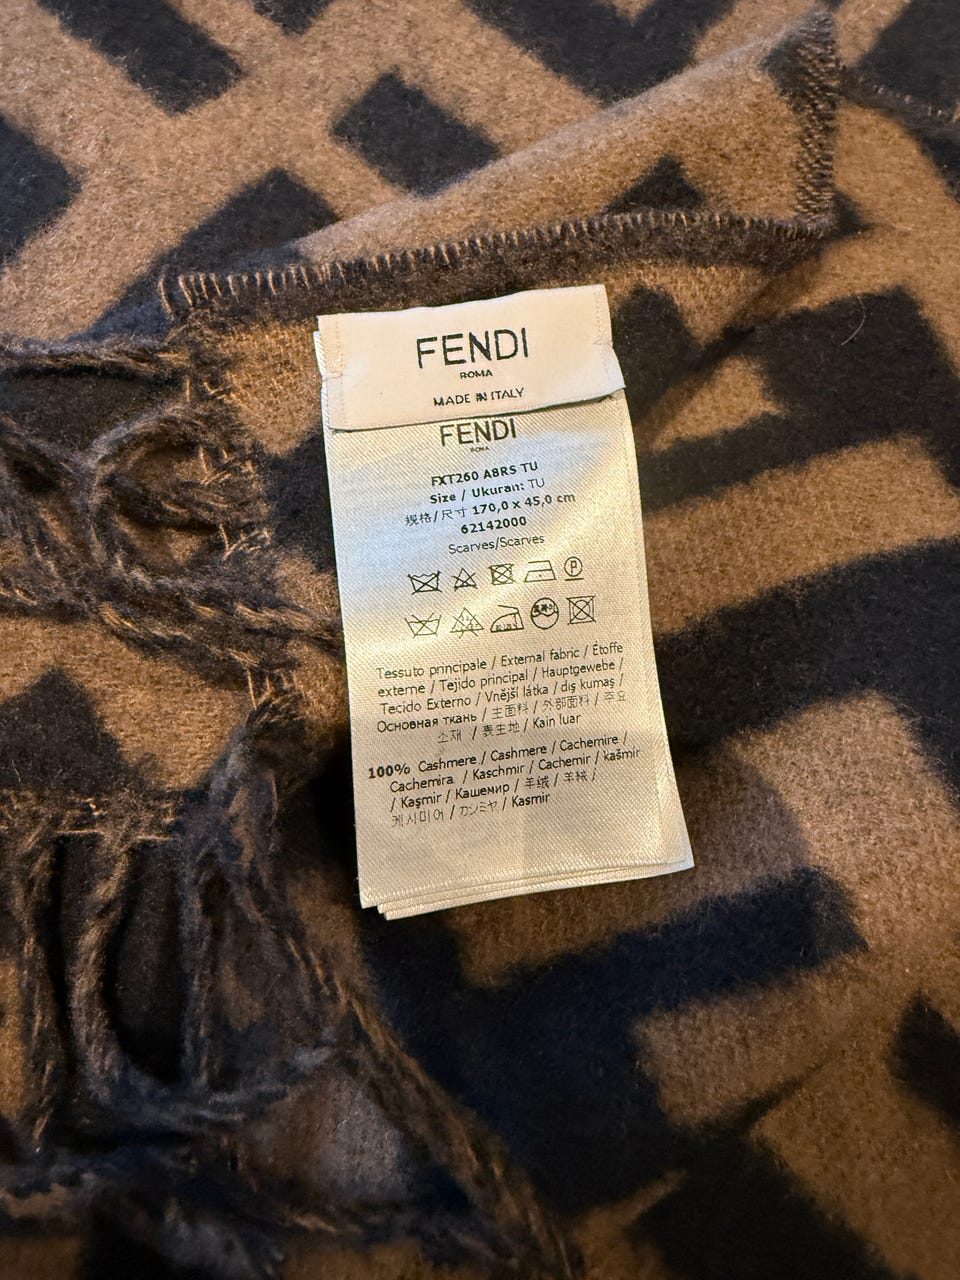 FENDI
ROMA
MADE IN ITALY
FENDI
ROMA
FXT260 A8RS TU
Size / Ukuran: TU
规格/尺寸 170,0 x 45,0 cm
62142000
Scarves/Scarves
P
Tessuto principale / External fabric / Étoffe
externe / Tejido principal / Hauptgewebe /
Tecido Externo / Vnější látka / dış kumaş /
Основная ткань / 主面料 / 外部面料 / 주요
소재 / 表生地 / Kain luar
100% Cashmere / Cashmere / Cachemire /
Cachemira / Kaschmir / Cachemir / kašmír
/ Kaşmir / Кашемир / 羊绒 / 羊絨 /
캐시미어 / カシミヤ / Kasmir